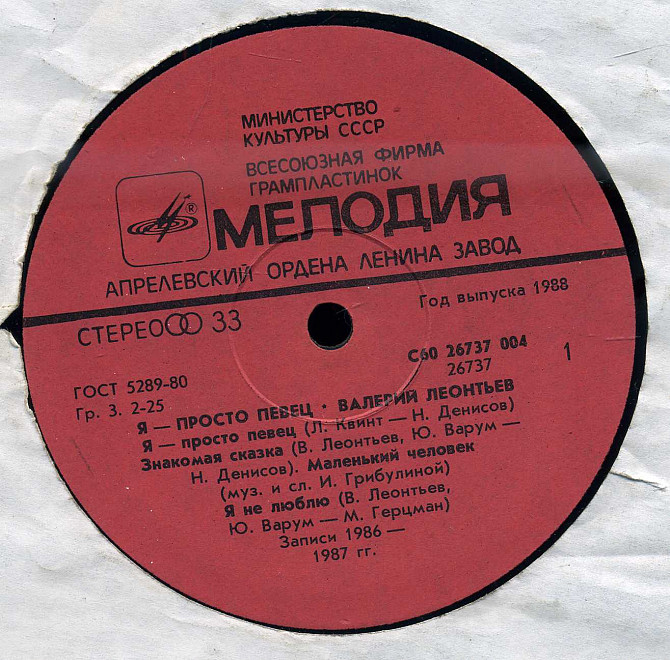 МИНИСТЕРСТВО
КУЛЬТУРЫ СССР
ВСЕСОЮЗНАЯ ФИРМА
ГРАМПЛАСТИНОК
®
МЕЛОДИЯ
АПРЕЛЕВСКИЙ ОРДЕНА ЛЕНИНА ЗАВОД
СТЕРЕО 33
Год выпуска 1988
ГОСТ 5289-80
Гр. 3. 2-25
С60 26737 004
26737
1
Я — ПРОСТО ПЕВЕЦ · ВАЛЕРИЙ ЛЕОНТЬЕВ
Я — просто певец (Л. Квинт — Н. Денисов)
Знакомая сказка (В. Леонтьев, Ю. Варум —
Н. Денисов). Маленький человек
(муз. и сл. И. Грибулиной)
Я не люблю (В. Леонтьев,
Ю. Варум — М. Герцман)
Записи 1986 —
1987 гг.